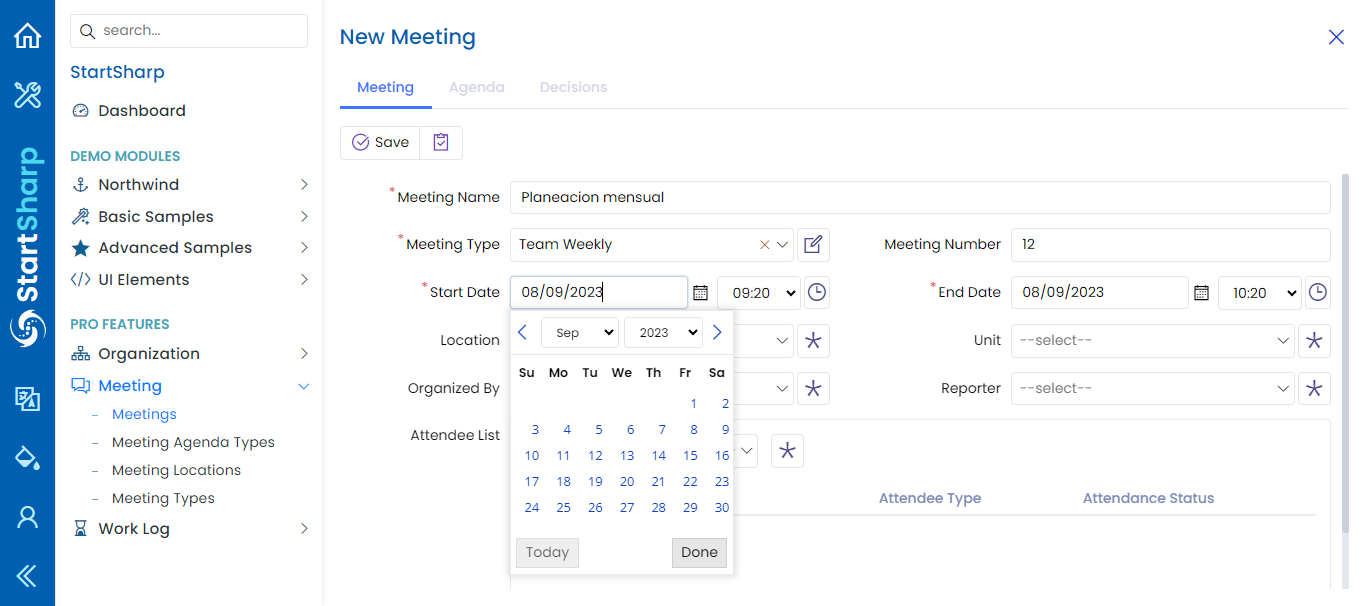 StartSharp
search...
StartSharp
Dashboard
DEMO MODULES
Northwind
Basic Samples
Advanced Samples
UI Elements
PRO FEATURES
Organization
Meeting
Meetings
Meeting Agenda Types
Meeting Locations
Meeting Types
Work Log
New Meeting
Meeting Agenda Decisions
Save
*Meeting Name Planeacion mensual
*Meeting Type Team Weekly Meeting Number 12
*Start Date 08/09/2023 09:20 *End Date 08/09/2023 10:20
Location Unit --select--
Organized By Reporter --select--
Attendee List
Attendee Type Attendance Status
Sep 2023
Su Mo Tu We Th Fr Sa
1 2
3 4 5 6 7 8 9
10 11 12 13 14 15 16
17 18 19 20 21 22 23
24 25 26 27 28 29 30
Today Done